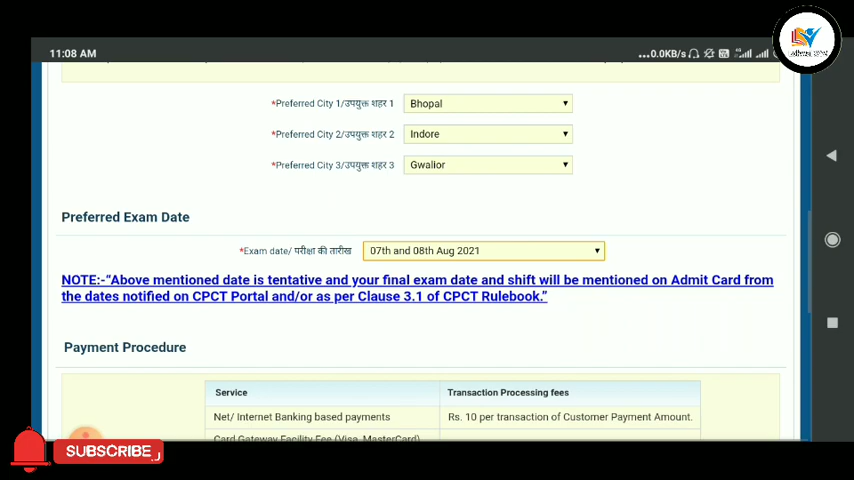 11:08 AM
...0.0KB/s
*Preferred City 1/उपयुक्त शहर 1 Bhopal
*Preferred City 2/उपयुक्त शहर 2 Indore
*Preferred City 3/उपयुक्त शहर 3 Gwalior
Preferred Exam Date
*Exam date/ परीक्षा की तारीख 07th and 08th Aug 2021
NOTE:-“Above mentioned date is tentative and your final exam date and shift will be mentioned on Admit Card from
the dates notified on CPCT Portal and/or as per Clause 3.1 of CPCT Rulebook.”
Payment Procedure
Service Transaction Processing fees
Net/ Internet Banking based payments Rs. 10 per transaction of Customer Payment Amount.
Card Gateway Facility Fee (Visa, MasterCard)
SUBSCRIBE